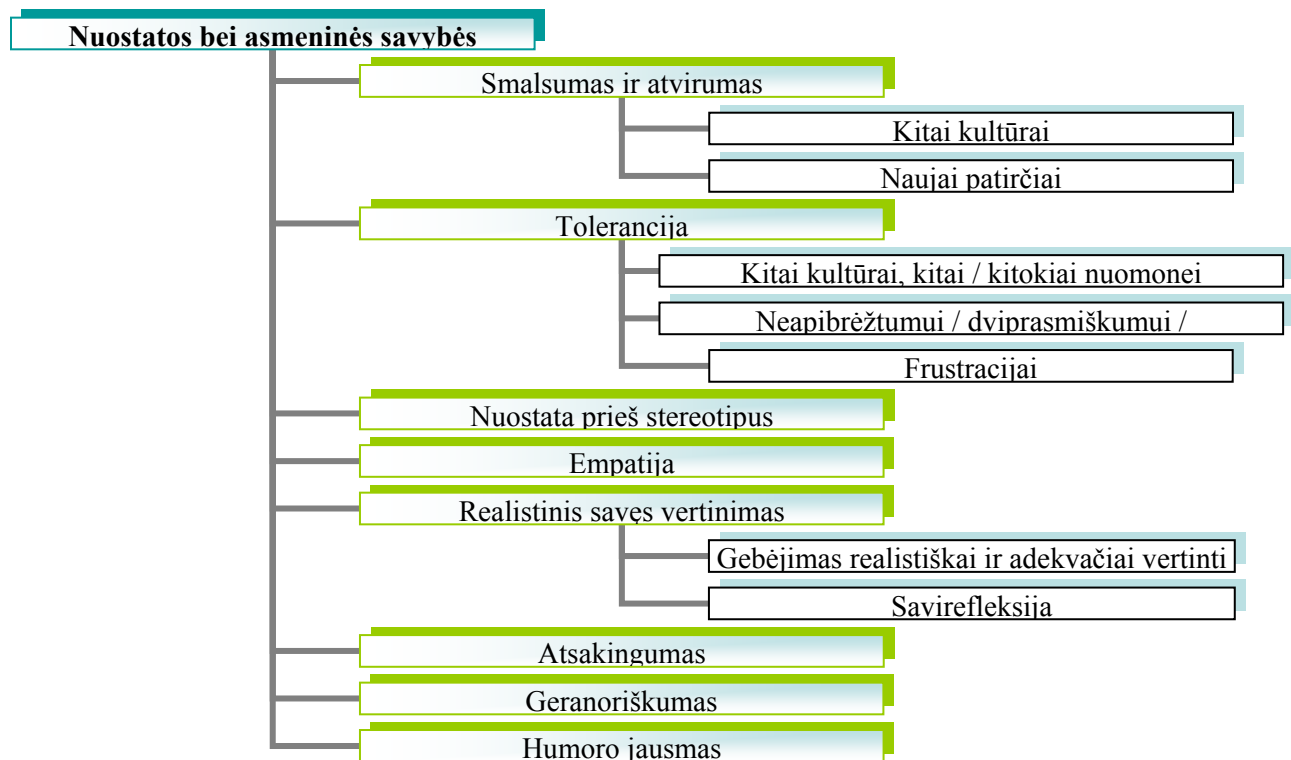 Nuostatos bei asmeninės savybės
Smalsumas ir atvirumas
Kitai kultūrai
Naujai patirčiai
Tolerancija
Kitai kultūrai, kitai / kitokiai nuomonei
Neapibrėžtumui / dviprasmiškumui /
Frustracijai
Nuostata prieš stereotipus
Empatija
Realistinis savęs vertinimas
Gebėjimas realistiškai ir adekvačiai vertinti
Savirefleksija
Atsakingumas
Geranoriškumas
Humoro jausmas